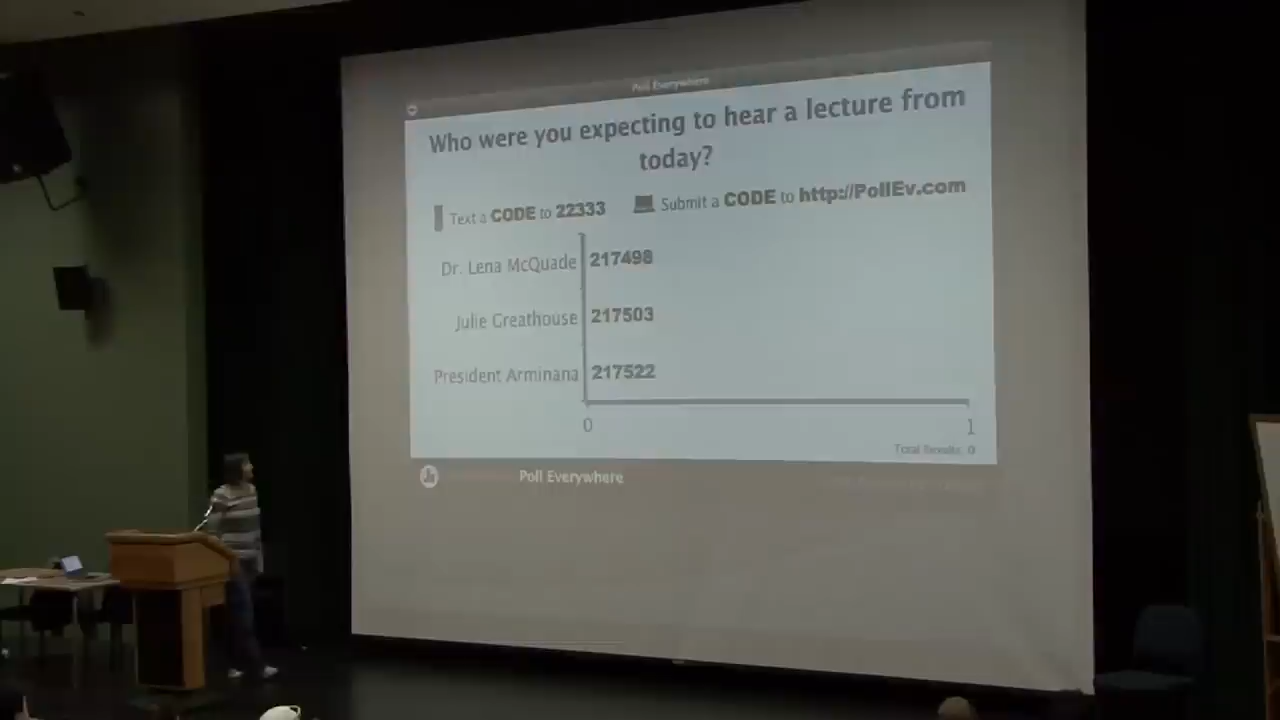 Poll Everywhere
Who were you expecting to hear a lecture from
today?
Text a CODE to 22333
Submit a CODE to http://PollEv.com
Dr. Lena McQuade 217498
Julie Greathouse 217503
President Arminana 217522
0 1
Total Results: 0
Poll Everywhere